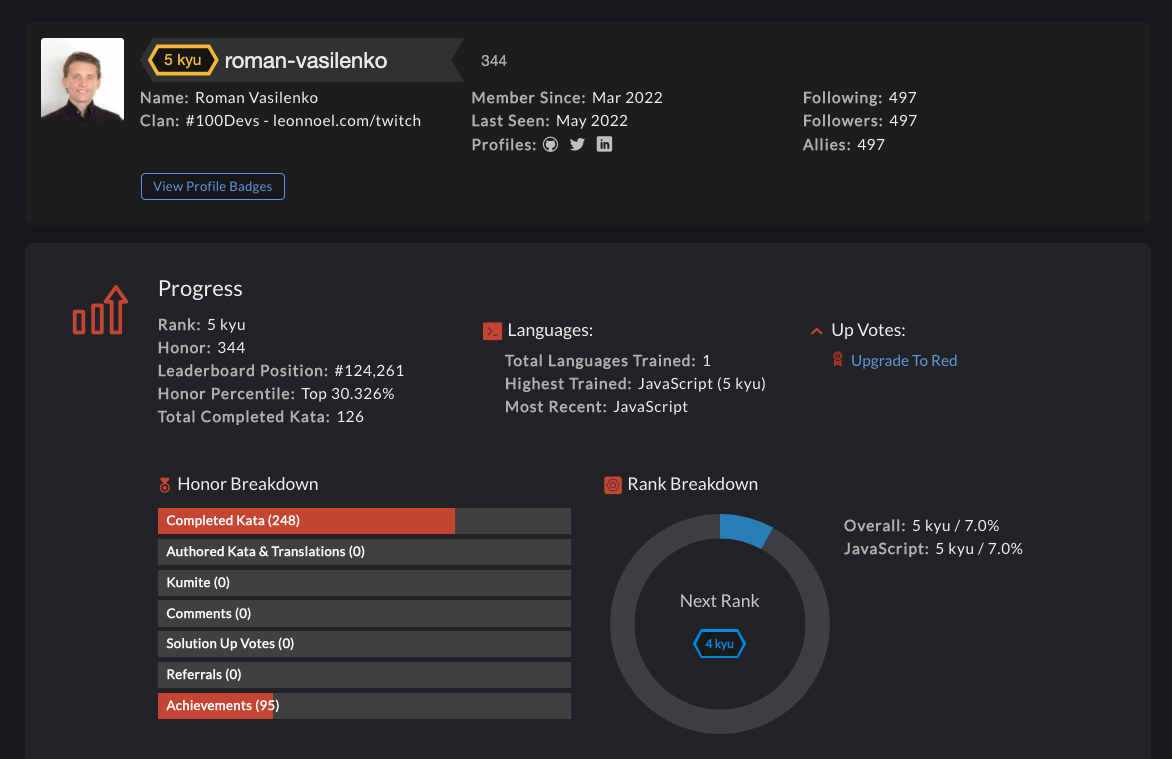 5 kyu roman-vasilenko 344
Name: Roman Vasilenko
Clan: #100Devs - leonnoel.com/twitch
Member Since: Mar 2022
Last Seen: May 2022
Profiles:
Following: 497
Followers: 497
Allies: 497
View Profile Badges
Progress
Rank: 5 kyu
Honor: 344
Leaderboard Position: #124,261
Honor Percentile: Top 30.326%
Total Completed Kata: 126
Languages:
Total Languages Trained: 1
Highest Trained: JavaScript (5 kyu)
Most Recent: JavaScript
Up Votes:
Upgrade To Red
Honor Breakdown
Completed Kata (248)
Authored Kata & Translations (0)
Kumite (0)
Comments (0)
Solution Up Votes (0)
Referrals (0)
Achievements (95)
Rank Breakdown
Next Rank
4 kyu
Overall: 5 kyu / 7.0%
JavaScript: 5 kyu / 7.0%